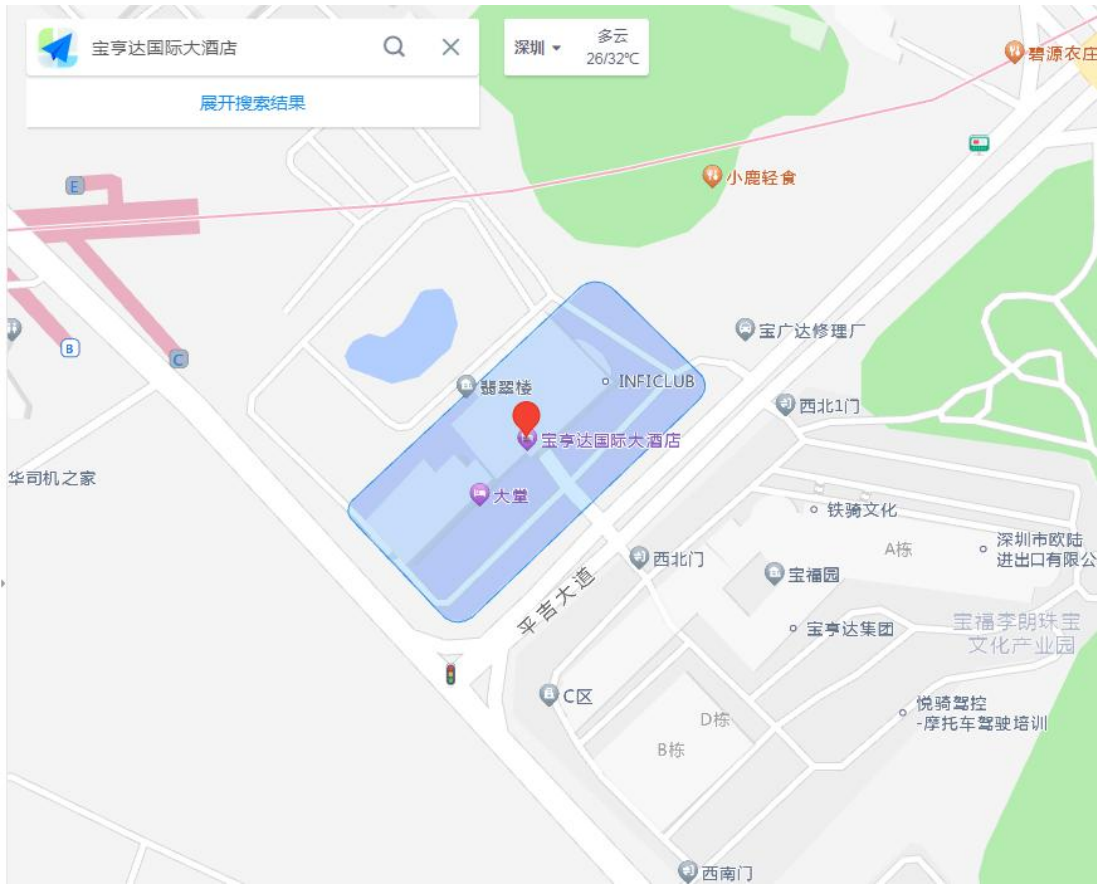 宝亨达国际大酒店
深圳
多云
26/32℃
展开搜索结果
碧源农庄
小鹿轻食
E
B
C
宝广达修理厂
翡翠楼
INFICLUB
西北1门
宝亨达国际大酒店
华司机之家
大堂
铁骑文化
A栋
深圳市欧陆
进出口有限公
西北门
宝福园
平吉大道
宝亨达集团
宝福李朗珠宝
文化产业园
C区
D栋
悦骑驾控
-摩托车驾驶培训
B栋
西南门